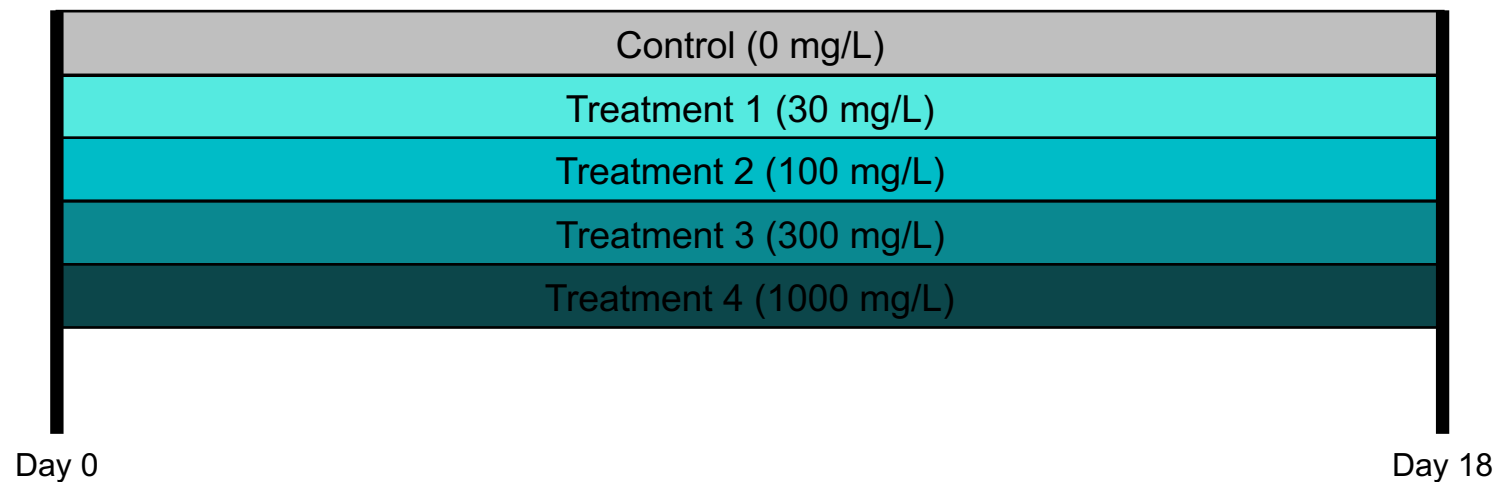 Control (0 mg/L)
Treatment 1 (30 mg/L)
Treatment 2 (100 mg/L)
Treatment 3 (300 mg/L)
Treatment 4 (1000 mg/L)
Day 0
Day 18